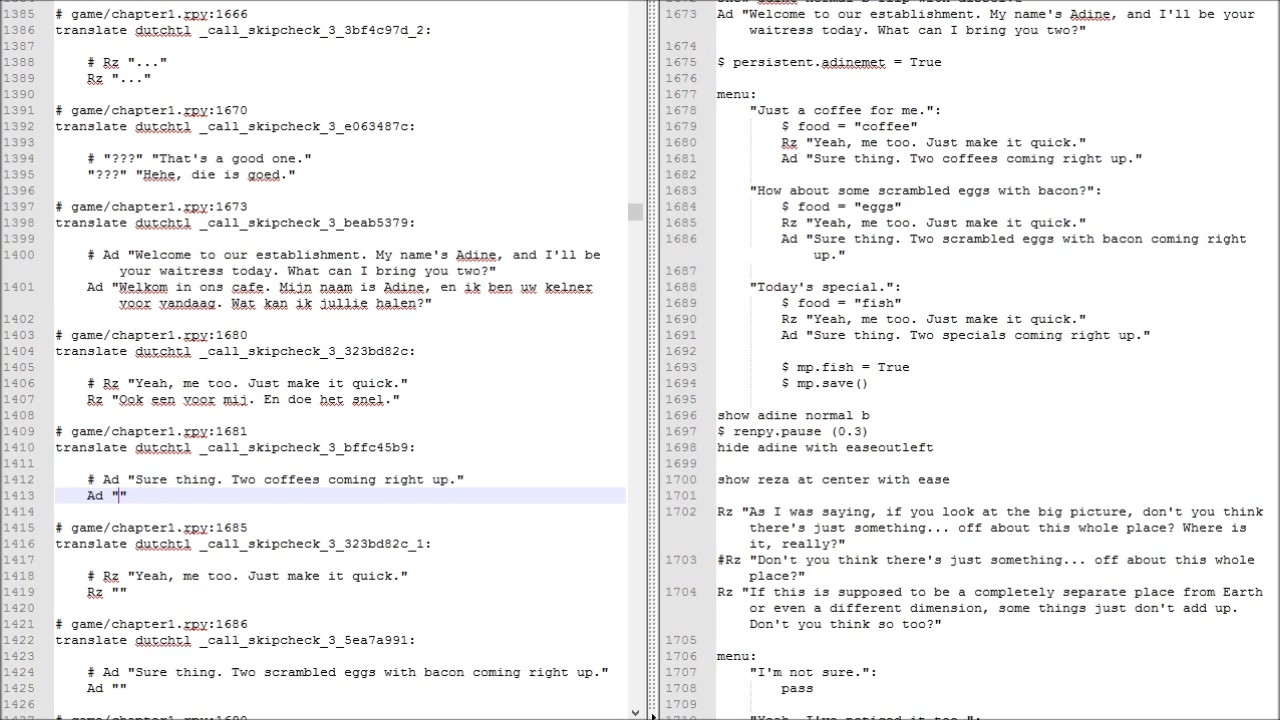 1385 # game/chapter1.rpy:1666
1386 translate dutchtl _call_skipcheck_3_3bf4c97d_2:
1387
1388 # Rz "..."
1389 Rz "..."
1390
1391 # game/chapter1.rpy:1670
1392 translate dutchtl _call_skipcheck_3_e063487c:
1393
1394 # "???" "That's a good one."
1395 "???" "Hehe, die is goed."
1396
1397 # game/chapter1.rpy:1673
1398 translate dutchtl _call_skipcheck_3_beab5379:
1399
1400 # Ad "Welcome to our establishment. My name's Adine, and I'll be
your waitress today. What can I bring you two?"
1401 Ad "Welkom in ons cafe. Mijn naam is Adine, en ik ben uw kelner
voor vandaag. Wat kan ik jullie halen?"
1402
1403 # game/chapter1.rpy:1680
1404 translate dutchtl _call_skipcheck_3_323bd82c:
1405
1406 # Rz "Yeah, me too. Just make it quick."
1407 Rz "Ook een voor mij. En doe het snel."
1408
1409 # game/chapter1.rpy:1681
1410 translate dutchtl _call_skipcheck_3_bffc45b9:
1411
1412 # Ad "Sure thing. Two coffees coming right up."
1413 Ad ""
1414
1415 # game/chapter1.rpy:1685
1416 translate dutchtl _call_skipcheck_3_323bd82c_1:
1417
1418 # Rz "Yeah, me too. Just make it quick."
1419 Rz ""
1420
1421 # game/chapter1.rpy:1686
1422 translate dutchtl _call_skipcheck_3_5ea7a991:
1423
1424 # Ad "Sure thing. Two scrambled eggs with bacon coming right up."
1425 Ad ""
1673 Ad "Welcome to our establishment. My name's Adine, and I'll be your
waitress today. What can I bring you two?"
1674
1675 $ persistent.adinemet = True
1676
1677 menu:
1678 "Just a coffee for me.":
1679 $ food = "coffee"
1680 Rz "Yeah, me too. Just make it quick."
1681 Ad "Sure thing. Two coffees coming right up."
1682
1683 "How about some scrambled eggs with bacon?":
1684 $ food = "eggs"
1685 Rz "Yeah, me too. Just make it quick."
1686 Ad "Sure thing. Two scrambled eggs with bacon coming right
up."
1687
1688 "Today's special.":
1689 $ food = "fish"
1690 Rz "Yeah, me too. Just make it quick."
1691 Ad "Sure thing. Two specials coming right up."
1692
1693 $ mp.fish = True
1694 $ mp.save()
1695
1696 show adine normal b
1697 $ renpy.pause (0.3)
1698 hide adine with easeoutleft
1699
1700 show reza at center with ease
1701
1702 Rz "As I was saying, if you look at the big picture, don't you think
there's just something... off about this whole place? Where is
it, really?"
1703 #Rz "Don't you think there's just something... off about this whole
place?"
1704 Rz "If this is supposed to be a completely separate place from Earth
or even a different dimension, some things just don't add up.
Don't you think so too?"
1705
1706 menu:
1707 "I'm not sure.":
1708 pass
1709